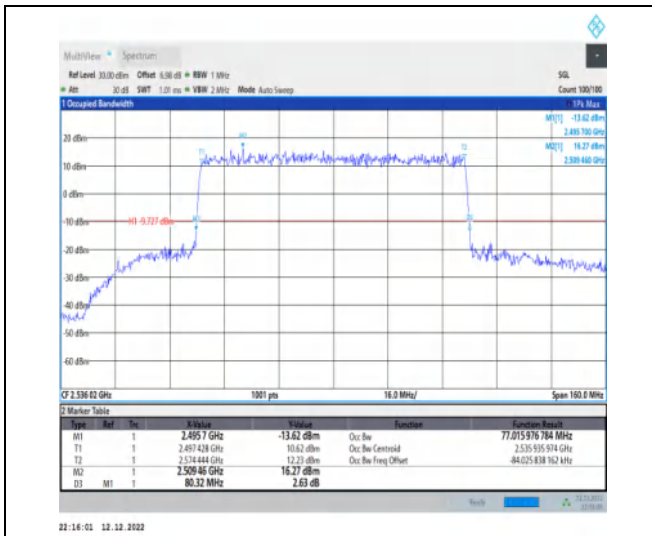 MultiView Spectrum
Ref Level 30.00 dBm Offset 6.98 dB RBW 1 MHz SGL
Att 30 dB SWT 1.01 ms VBW 2 MHz Mode Auto Sweep Count 100/100
1 Occupied Bandwidth 1Pk Max
M1[1] -13.62 dBm
2.495 700 GHz
M2[1] 16.27 dBm
2.509 460 GHz
20 dBm
M2
T1
T2
10 dBm
0 dBm
-10 dBm
H1 -9.727 dBm
-20 dBm
-30 dBm
-40 dBm
-50 dBm
-60 dBm
CF 2.536 02 GHz 1001 pts 16.0 MHz/ Span 160.0 MHz
2 Marker Table
Type Ref Trc X-Value Y-Value Function Function Result
M1 1 2.495 7 GHz -13.62 dBm Occ Bw 77.015 976 784 MHz
T1 1 2.497 428 GHz 10.62 dBm Occ Bw Centroid 2.535 935 974 GHz
T2 1 2.574 444 GHz 12.23 dBm Occ Bw Freq Offset -84.025 838 162 kHz
M2 1 2.509 46 GHz 16.27 dBm
D3 M1 1 80.32 MHz 2.63 dB
Ready
22:16:01 12.12.2022